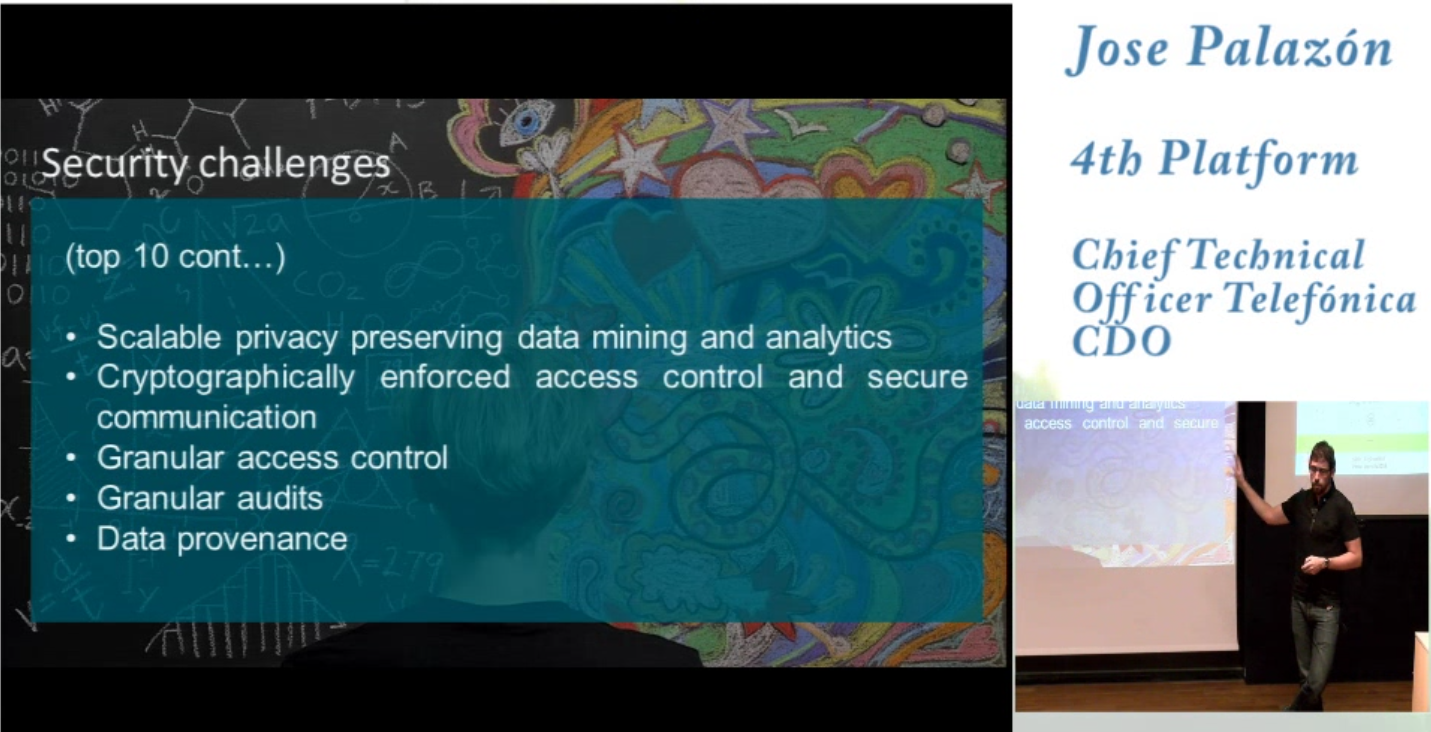 Security challenges
(top 10 cont…)
• Scalable privacy preserving data mining and analytics
• Cryptographically enforced access control and secure
communication
• Granular access control
• Granular audits
• Data provenance
Jose Palazón
4th Platform
Chief Technical
Officer Telefónica
CDO
data mining and analytics
access control and secure